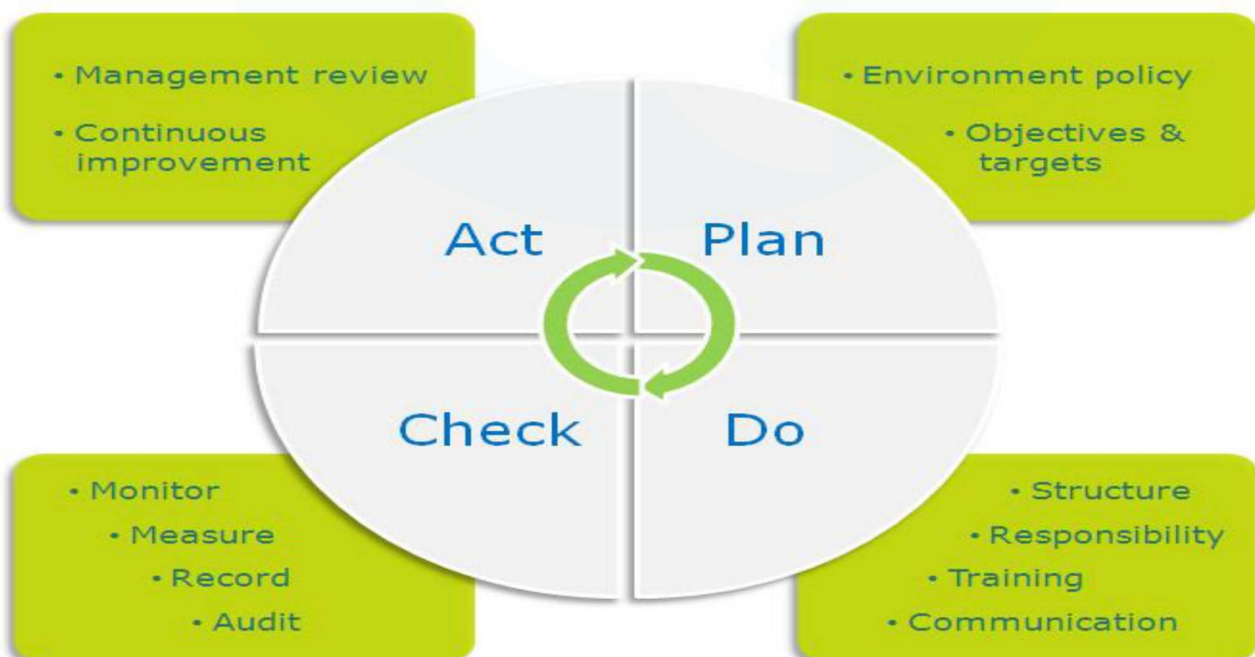 • Management review
• Continuous
improvement
• Environment policy
• Objectives &
targets
Act
Plan
Check
Do
• Monitor
• Measure
• Record
• Audit
• Structure
• Responsibility
• Training
• Communication